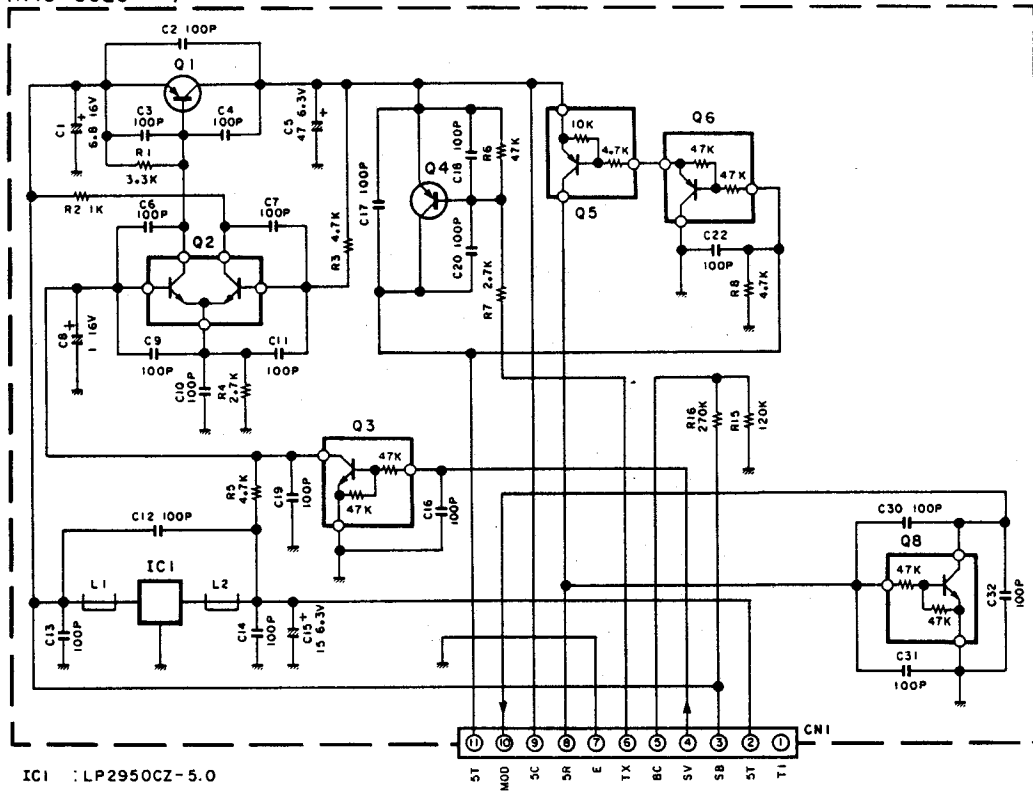 C2 100P
Q1
C1
6.8 16V
C3
100P
C4
100P
C5
47 6.3V
R1
3.3K
R2 1K
C6
100P
C7
100P
Q2
R3 4.7K
C8
1 16V
C9
100P
C10
100P
R4
2.7K
C11
100P
C17 100P
Q4
C18
100P
R6
47K
C20 100P
R7 2.7K
10K
4.7K
Q5
Q6
47K
47K
C22
100P
R8
4.7K
R16
270K
R15
120K
Q3
47K
47K
R5
4.7K
C19
100P
C16
100P
C12 100P
L1
IC1
L2
C13
100P
C14
100P
C15
15 6.3V
C30 100P
Q8
47K
47K
C32
100P
C31
100P
CN1
11 10 9 8 7 6 5 4 3 2 1
5T MOD 5C 5R E TX BC SV SB 5T T1
IC1 : LP2950CZ-5.0